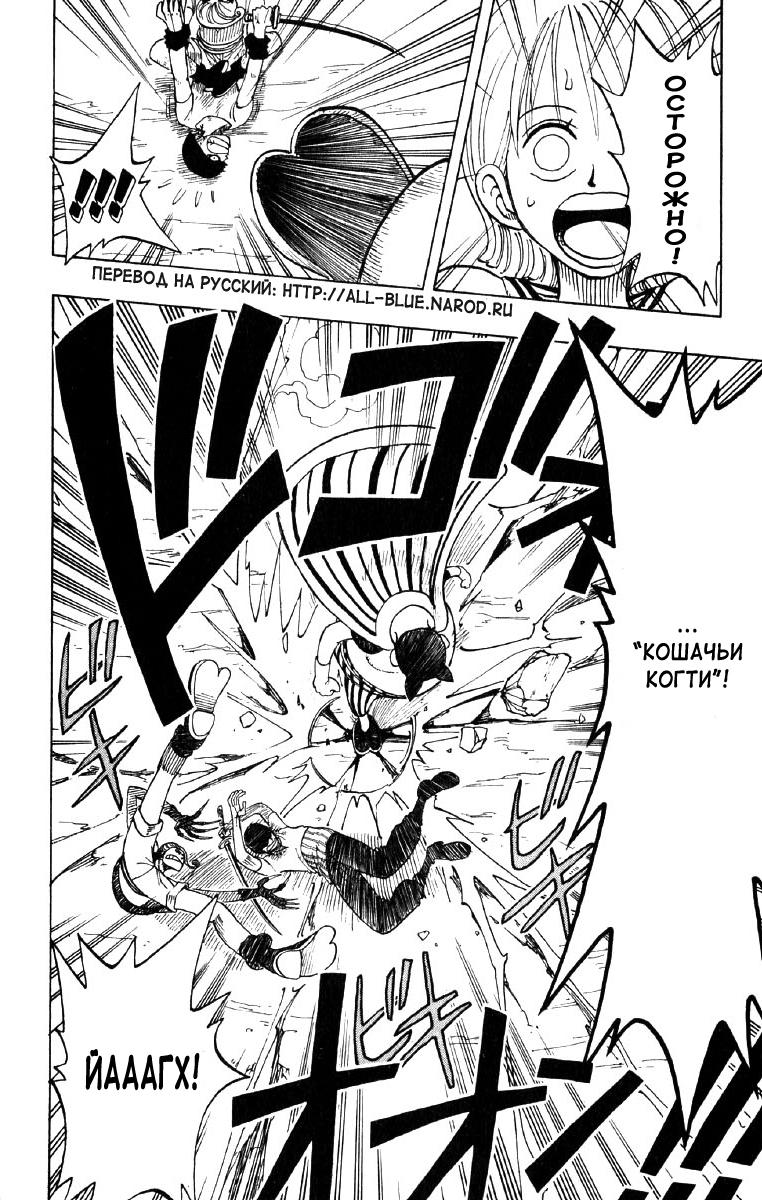 ОСТОРОЖНО!
!!!
ПЕРЕВОД НА РУССКИЙ: HTTP://ALL-BLUE.NAROD.RU
ドゴオオオン!!!
...
“КОШАЧЬИ
КОГТИ”!
ビキ
ビキ
ビキ
ЙАААГХ!